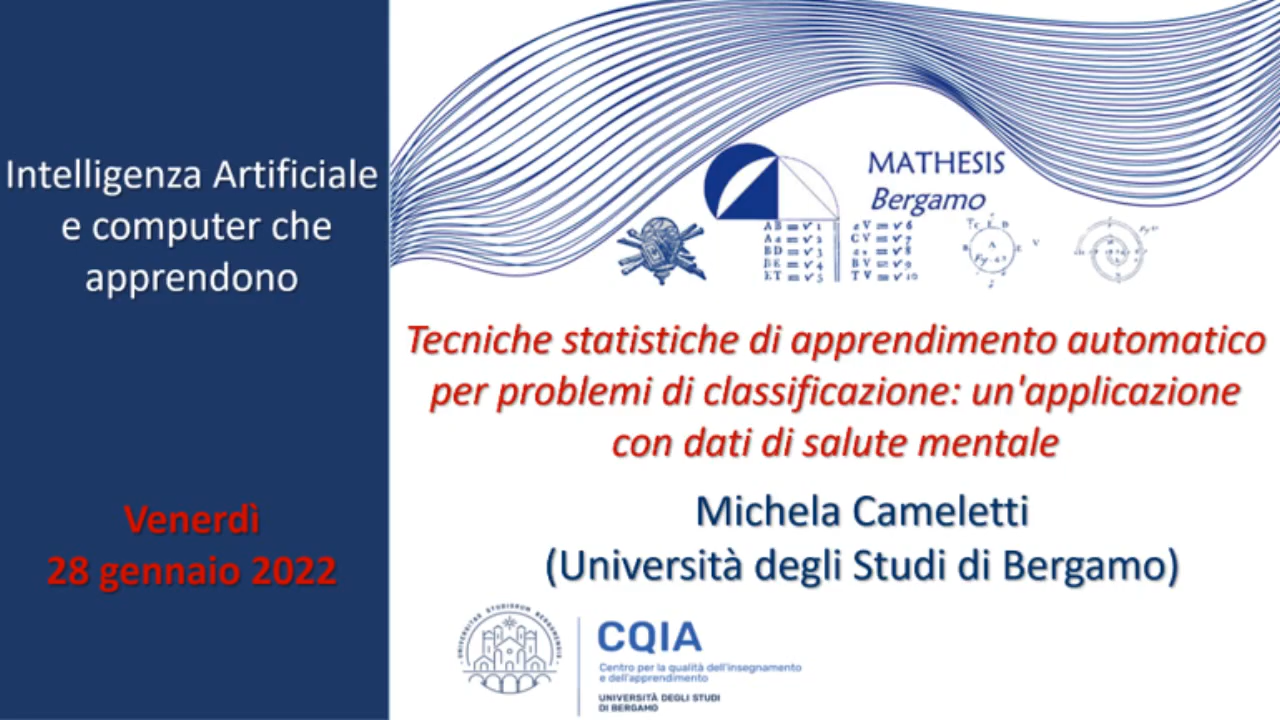 Intelligenza Artificiale
e computer che
apprendono
Venerdì
28 gennaio 2022
MATHESIS
Bergamo
Tecniche statistiche di apprendimento automatico
per problemi di classificazione: un'applicazione
con dati di salute mentale
Michela Cameletti
(Università degli Studi di Bergamo)
CQIA
Centro per la qualità dell'insegnamento
e dell'apprendimento
UNIVERSITÀ DEGLI STUDI
DI BERGAMO